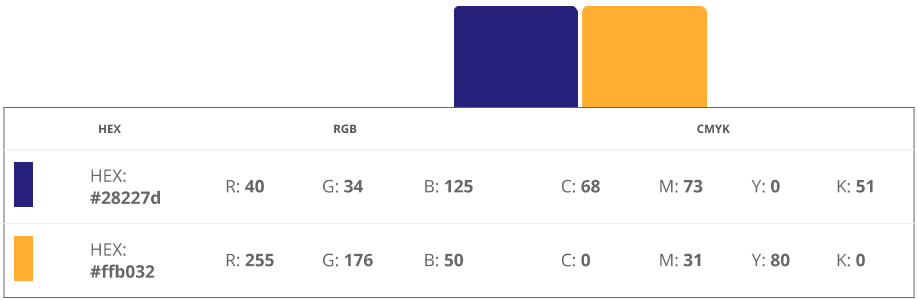 HEX RGB CMYK
HEX:
#28227d R: 40 G: 34 B: 125 C: 68 M: 73 Y: 0 K: 51
HEX:
#ffb032 R: 255 G: 176 B: 50 C: 0 M: 31 Y: 80 K: 0